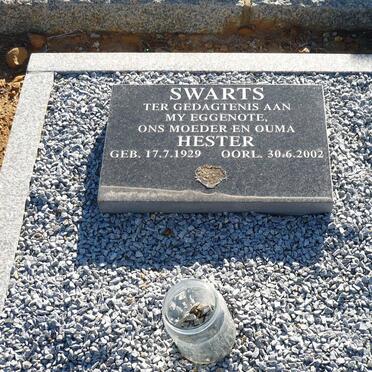 SWARTS
TER GEDAGTENIS AAN
MY EGGENOTE,
ONS MOEDER EN OUMA
HESTER
GEB. 17.7.1929 OORL. 30.6.2002